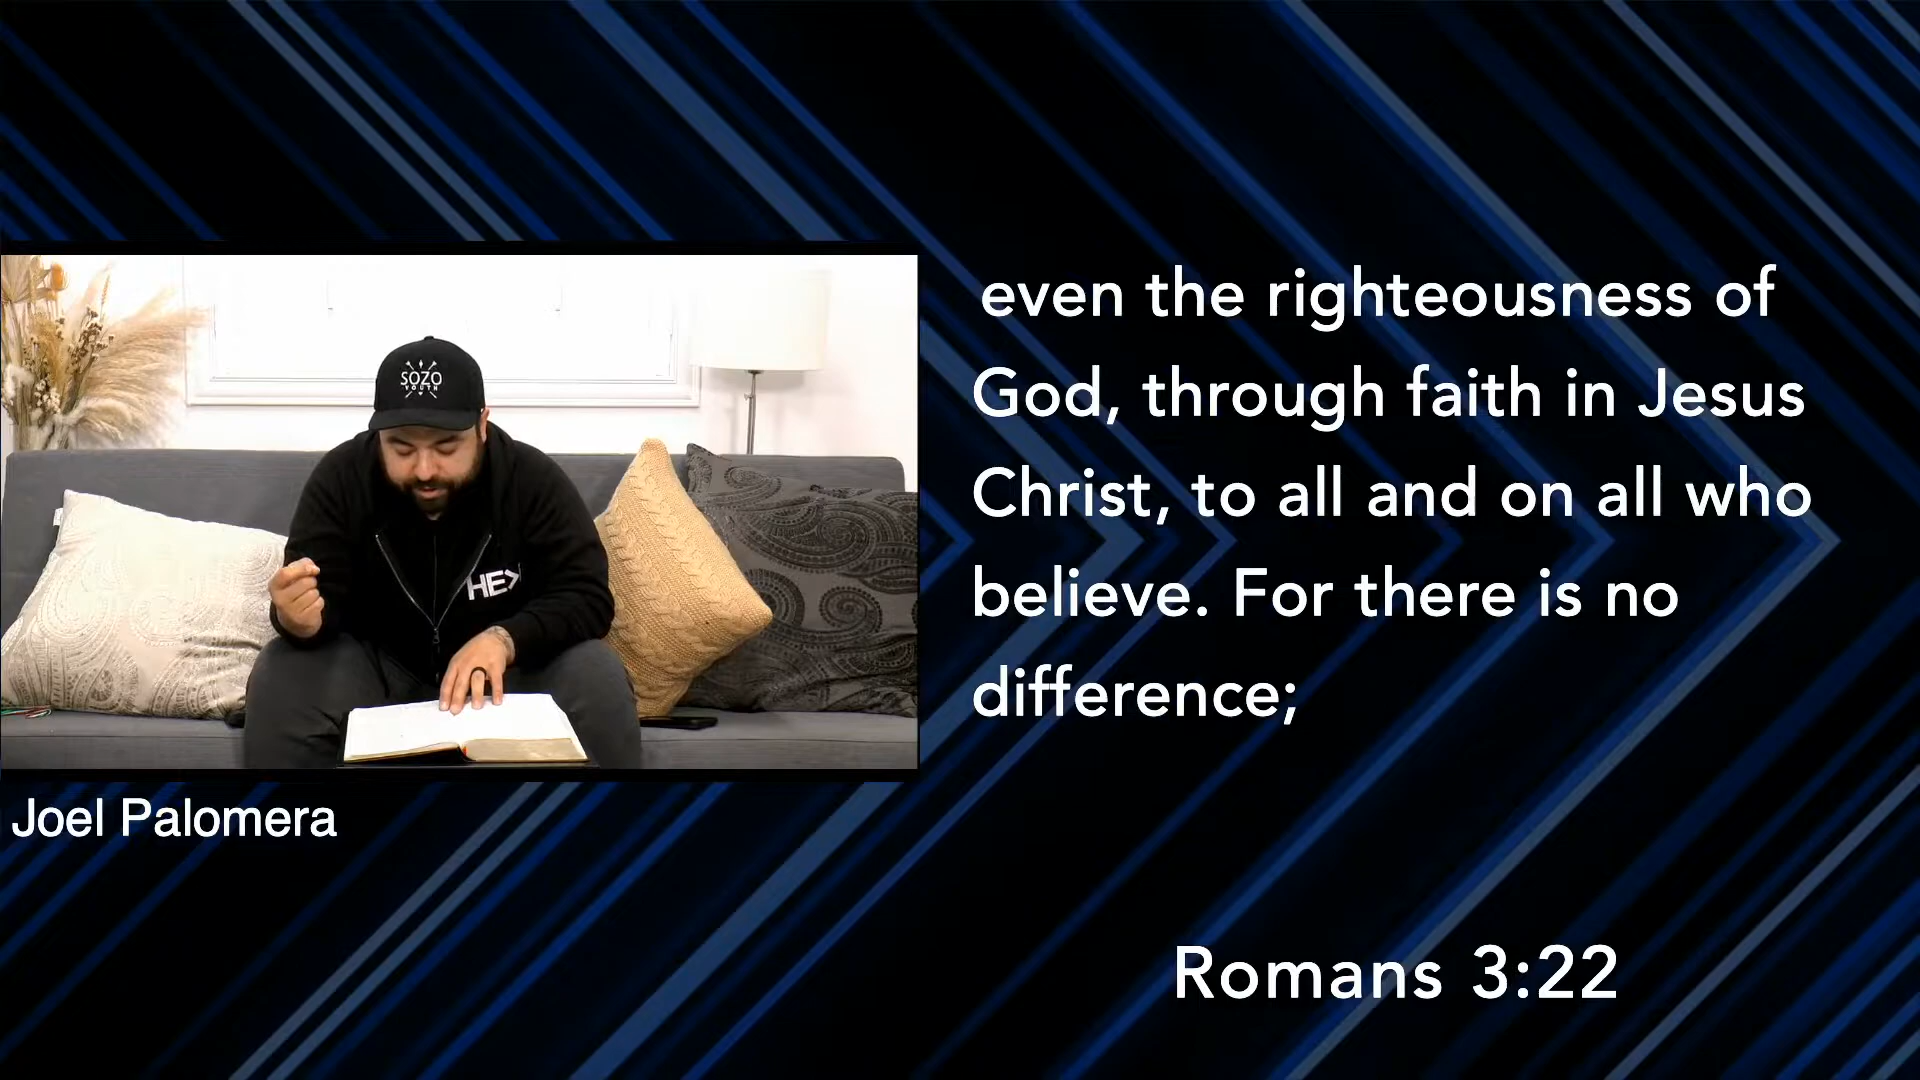 SOZO
YOUTH
HE>
Joel Palomera
even the righteousness of
God, through faith in Jesus
Christ, to all and on all who
believe. For there is no
difference;
Romans 3:22